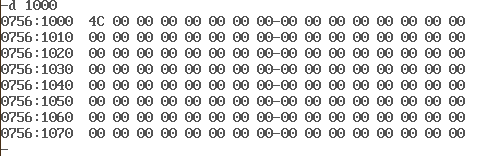 -d 1000
0756:1000  4C 00 00 00 00 00 00 00-00 00 00 00 00 00 00 00
0756:1010  00 00 00 00 00 00 00 00-00 00 00 00 00 00 00 00
0756:1020  00 00 00 00 00 00 00 00-00 00 00 00 00 00 00 00
0756:1030  00 00 00 00 00 00 00 00-00 00 00 00 00 00 00 00
0756:1040  00 00 00 00 00 00 00 00-00 00 00 00 00 00 00 00
0756:1050  00 00 00 00 00 00 00 00-00 00 00 00 00 00 00 00
0756:1060  00 00 00 00 00 00 00 00-00 00 00 00 00 00 00 00
0756:1070  00 00 00 00 00 00 00 00-00 00 00 00 00 00 00 00
-